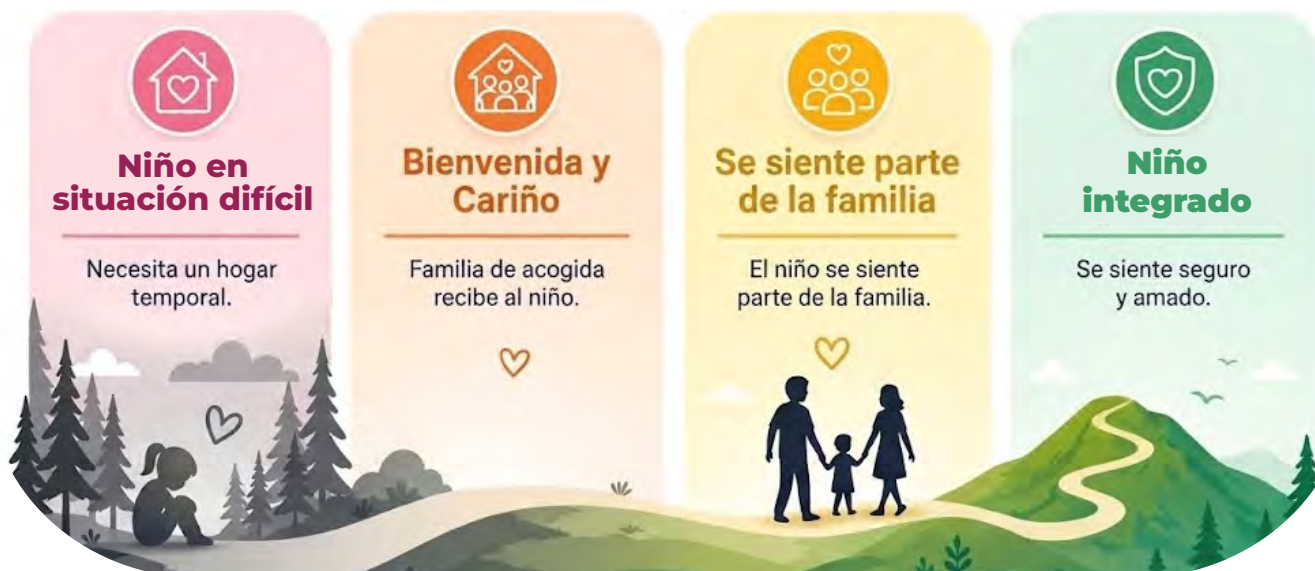 Niño en
situación difícil
Necesita un hogar
temporal.
Bienvenida y
Cariño
Familia de acogida
recibe al niño.
Se siente parte
de la familia
El niño se siente
parte de la familia.
Niño
integrado
Se siente seguro
y amado.